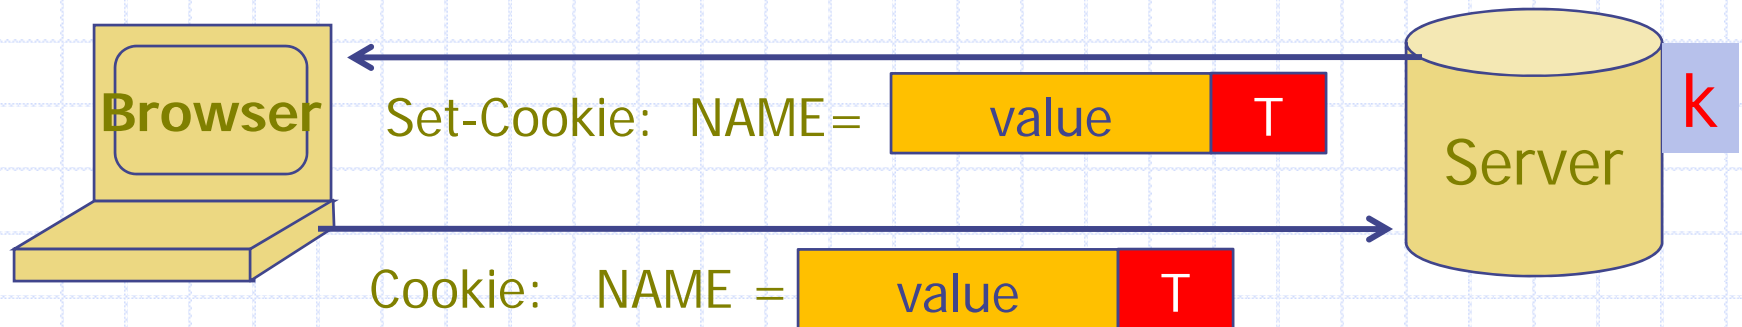 Browser
Set-Cookie: NAME= value T
k
Server
Cookie: NAME = value T